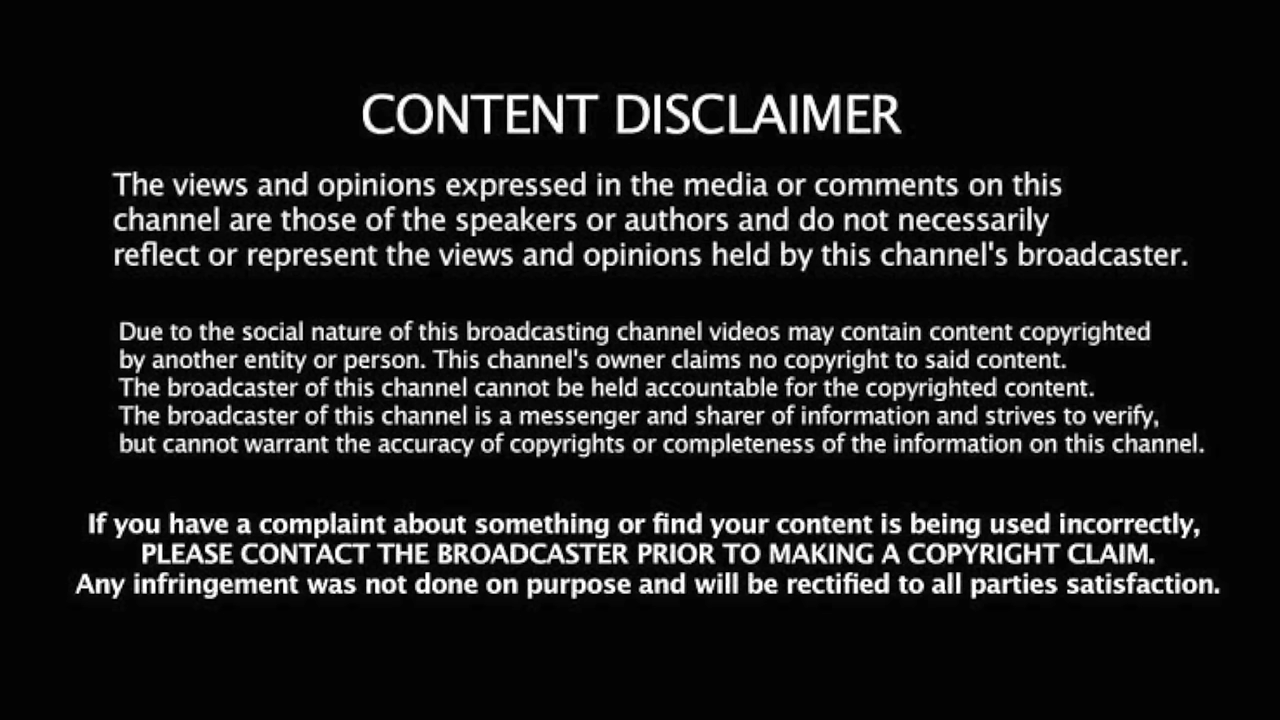 CONTENT DISCLAIMER
The views and opinions expressed in the media or comments on this
channel are those of the speakers or authors and do not necessarily
reflect or represent the views and opinions held by this channel's broadcaster.
Due to the social nature of this broadcasting channel videos may contain content copyrighted
by another entity or person. This channel's owner claims no copyright to said content.
The broadcaster of this channel cannot be held accountable for the copyrighted content.
The broadcaster of this channel is a messenger and sharer of information and strives to verify,
but cannot warrant the accuracy of copyrights or completeness of the information on this channel.
If you have a complaint about something or find your content is being used incorrectly,
PLEASE CONTACT THE BROADCASTER PRIOR TO MAKING A COPYRIGHT CLAIM.
Any infringement was not done on purpose and will be rectified to all parties satisfaction.